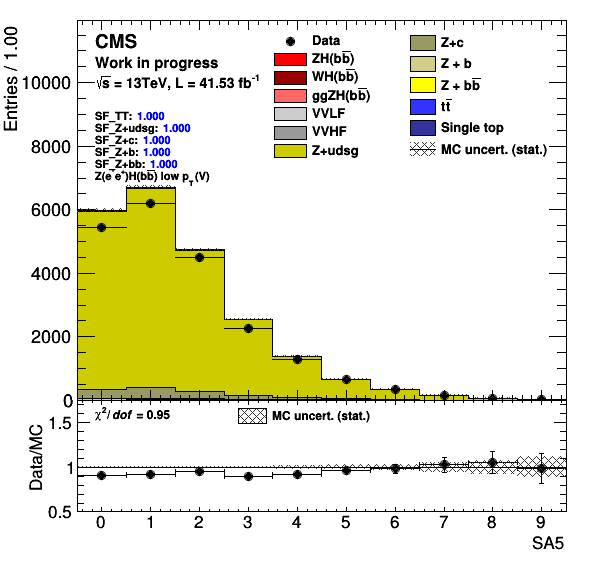 CMS
Work in progress
√s = 13TeV, L = 41.53 fb⁻¹
SF_TT: 1.000
SF_Z+udsg: 1.000
SF_Z+c: 1.000
SF_Z+b: 1.000
SF_Z+bb: 1.000
Z(e⁻e⁺)H(bb̅) low p_T(V)
Data
ZH(bb̅)
WH(bb̅)
ggZH(bb̅)
VVLF
VVHF
Z+udsg
Z+c
Z + b
Z + bb̅
tt̅
Single top
MC uncert. (stat.)
Entries / 1.00
10000
8000
6000
4000
2000
0
χ²/dof = 0.95
MC uncert. (stat.)
Data/MC
1.5
1
0.5
0 1 2 3 4 5 6 7 8 9
SA5